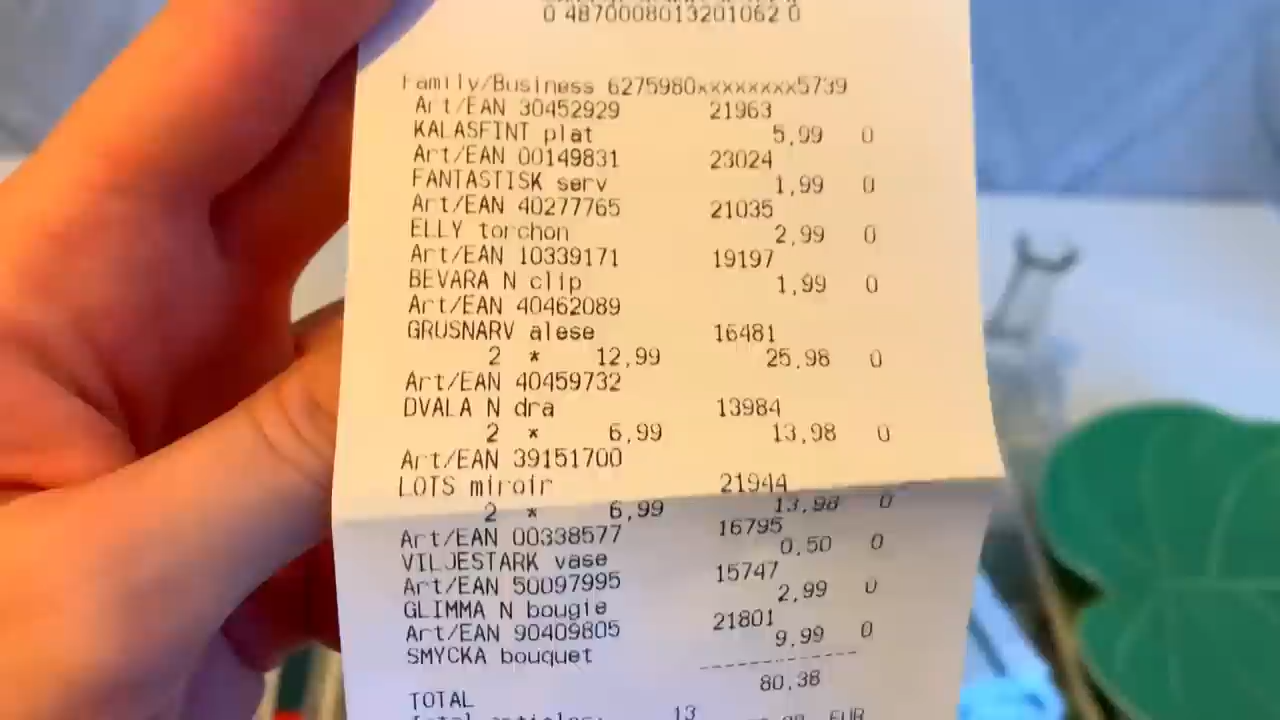 0 4870008013201062 0
Family/Business 6275980xxxxxxxx5739
Art/EAN 30452929 21963
KALASFINT plat 5,99 0
Art/EAN 00149831 23024
FANTASTISK serv 1,99 0
Art/EAN 40277765 21035
ELLY torchon 2,99 0
Art/EAN 10339171 19197
BEVARA N clip 1,99 0
Art/EAN 40462089
GRUSNARV alese 16481
2 * 12,99 25,98 0
Art/EAN 40459732
DVALA N dra 13984
2 * 6,99 13,98 0
Art/EAN 39151700
LOTS miroir 21944
2 * 6,99 13,98 0
Art/EAN 00338577 16795
VILJESTARK vase 0,50 0
Art/EAN 50097995 15747
GLIMMA N bougie 2,99 0
Art/EAN 90409805 21801
SMYCKA bouquet 9,99 0
TOTAL 80,38
13
EUR